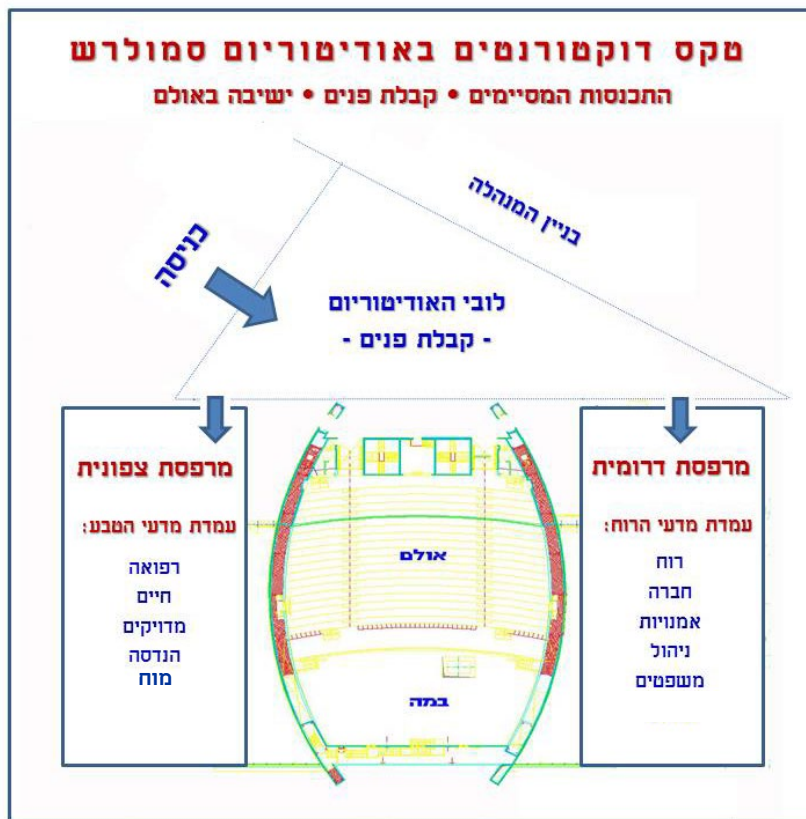 טקס דוקטורנטים באודיטוריום סמולרש
התכנסות המסיימים • קבלת פנים • ישיבה באולם
בניין המנהלה
כניסה
לובי האודיטוריום
- קבלת פנים -
מרפסת דרומית
עמדת מדעי הרוח:
רוח
חברה
אמנויות
ניהול
משפטים
אולם
במה
מרפסת צפונית
עמדת מדעי הטבע:
רפואה
חיים
מדויקים
הנדסה
מוח